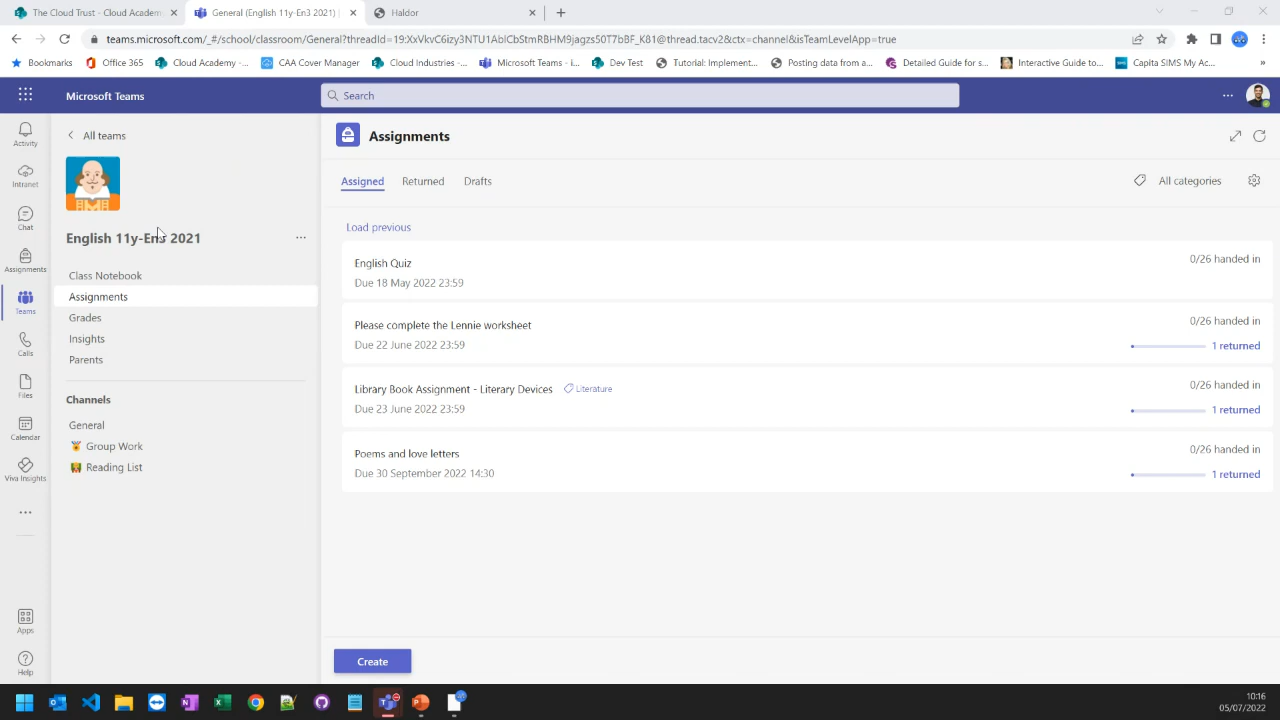 The Cloud Trust - Cloud Academ
General (English 11y-En3 2021) |
Haldor
teams.microsoft.com/_#/school/classroom/General?threadId=19:XxVkvC6izy3NTU1AblCbStmRBHM9jagzs50T7bBF_K81@thread.tacv2&ctx=channel&isTeamLevelApp=true
Bookmarks
Office 365
Cloud Academy -...
CAA Cover Manager
Cloud Industries -...
Microsoft Teams - i...
Dev Test
Tutorial: Implement...
Posting data from a...
Detailed Guide for s...
Interactive Guide to...
Capita SIMS My Ac...
Microsoft Teams
Search
Activity
Intranet
Chat
Assignments
Teams
Calls
Files
Calendar
Viva Insights
Apps
Help
All teams
English 11y-En3 2021
Class Notebook
Assignments
Grades
Insights
Parents
Channels
General
Group Work
Reading List
Assignments
Assigned
Returned
Drafts
All categories
Load previous
English Quiz
0/26 handed in
Due 18 May 2022 23:59
Please complete the Lennie worksheet
0/26 handed in
Due 22 June 2022 23:59
1 returned
Library Book Assignment - Literary Devices
Literature
0/26 handed in
Due 23 June 2022 23:59
1 returned
Poems and love letters
0/26 handed in
Due 30 September 2022 14:30
1 returned
Create
10:16
05/07/2022